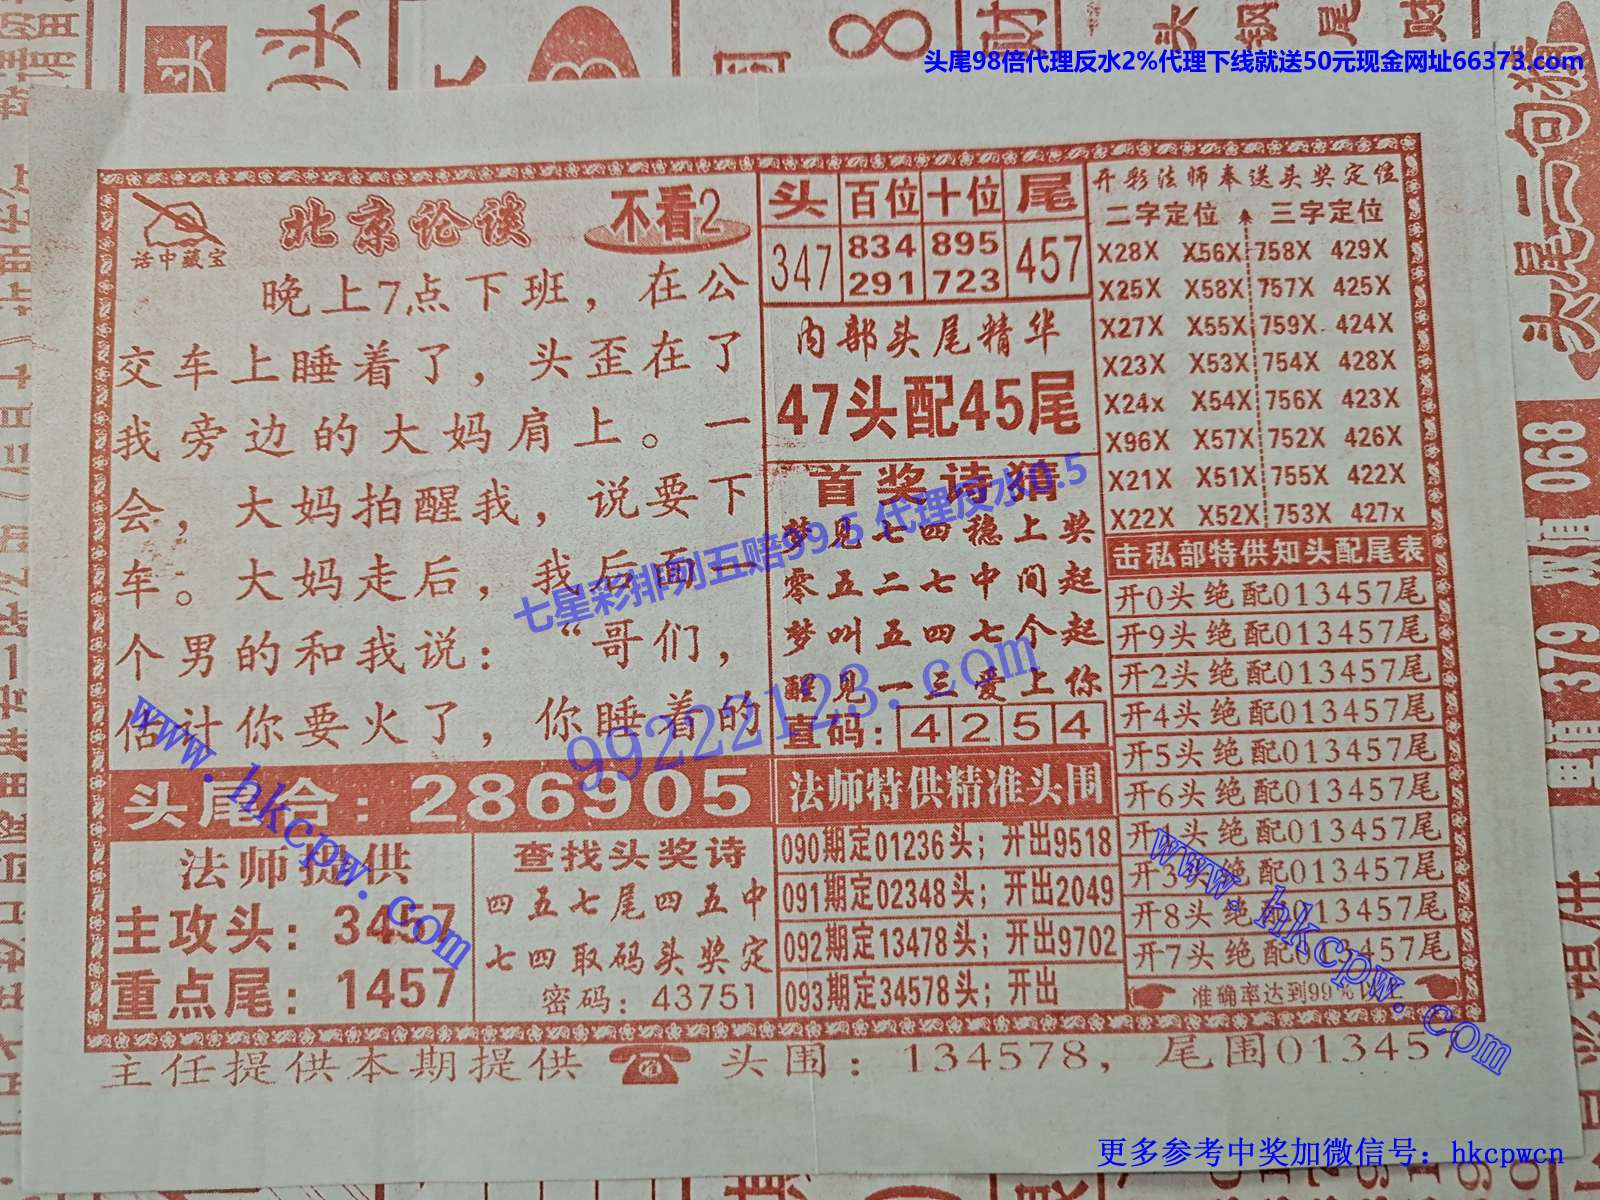 头尾98倍代理反水2%代理下线就送50元现金网址66373.com
话中藏宝
北京论谈
不看2
晚上7点下班，在公
交车上睡着了，头歪在了
我旁边的大妈肩上。一
会，大妈拍醒我，说要下
车。大妈走后，我后面一
个男的和我说：“哥们，
估计你要火了，你睡着的
头尾合：286905
法师提供
主攻头：3457
重点尾：1457
查找头奖诗
四五七尾四五中
七四取码头奖定
密码：43751
头 百位 十位 尾
347 834 895 457
291 723
内部头尾精华
47头配45尾
首奖诗猜
梦见七四稳上奖
零五二七中间起
梦叫五四七个起
醒见一三爱上你
直码：4 2 5 4
法师特供精准头围
090期定01236头；开出9518
091期定02348头；开出2049
092期定13478头；开出9702
093期定34578头；开出
开彩法师奉送头奖定位
二字定位 三字定位
X28X X56X 758X 429X
X25X X58X 757X 425X
X27X X55X 759X 424X
X23X X53X 754X 428X
X24x X54X 756X 423X
X96X X57X 752X 426X
X21X X51X 755X 422X
X22X X52X 753X 427x
击私部特供知头配尾表
开0头绝配013457尾
开9头绝配013457尾
开2头绝配013457尾
开4头绝配013457尾
开5头绝配013457尾
开6头绝配013457尾
开1头绝配013457尾
开3头绝配013457尾
开8头绝配013457尾
开7头绝配013457尾
准确率达到99%以上
主任提供本期提供 头围：134578，尾围013457
七星彩排列五赔99.5 代理反水0.5
99222123.com
www.hkcpw.com
www.hkcpw.com
更多参考中奖加微信号：hkcpwcn
头尾二句梅
068
379